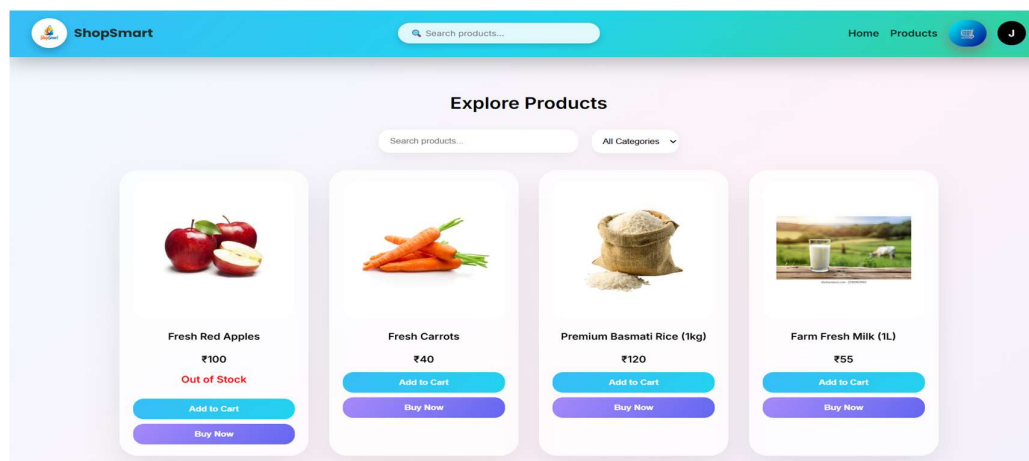 ShopSmart
Search products...
Home Products
J
Explore Products
Search products...
All Categories
Fresh Red Apples
₹100
Out of Stock
Add to Cart
Buy Now
Fresh Carrots
₹40
Add to Cart
Buy Now
Premium Basmati Rice (1kg)
₹120
Add to Cart
Buy Now
Farm Fresh Milk (1L)
₹55
Add to Cart
Buy Now